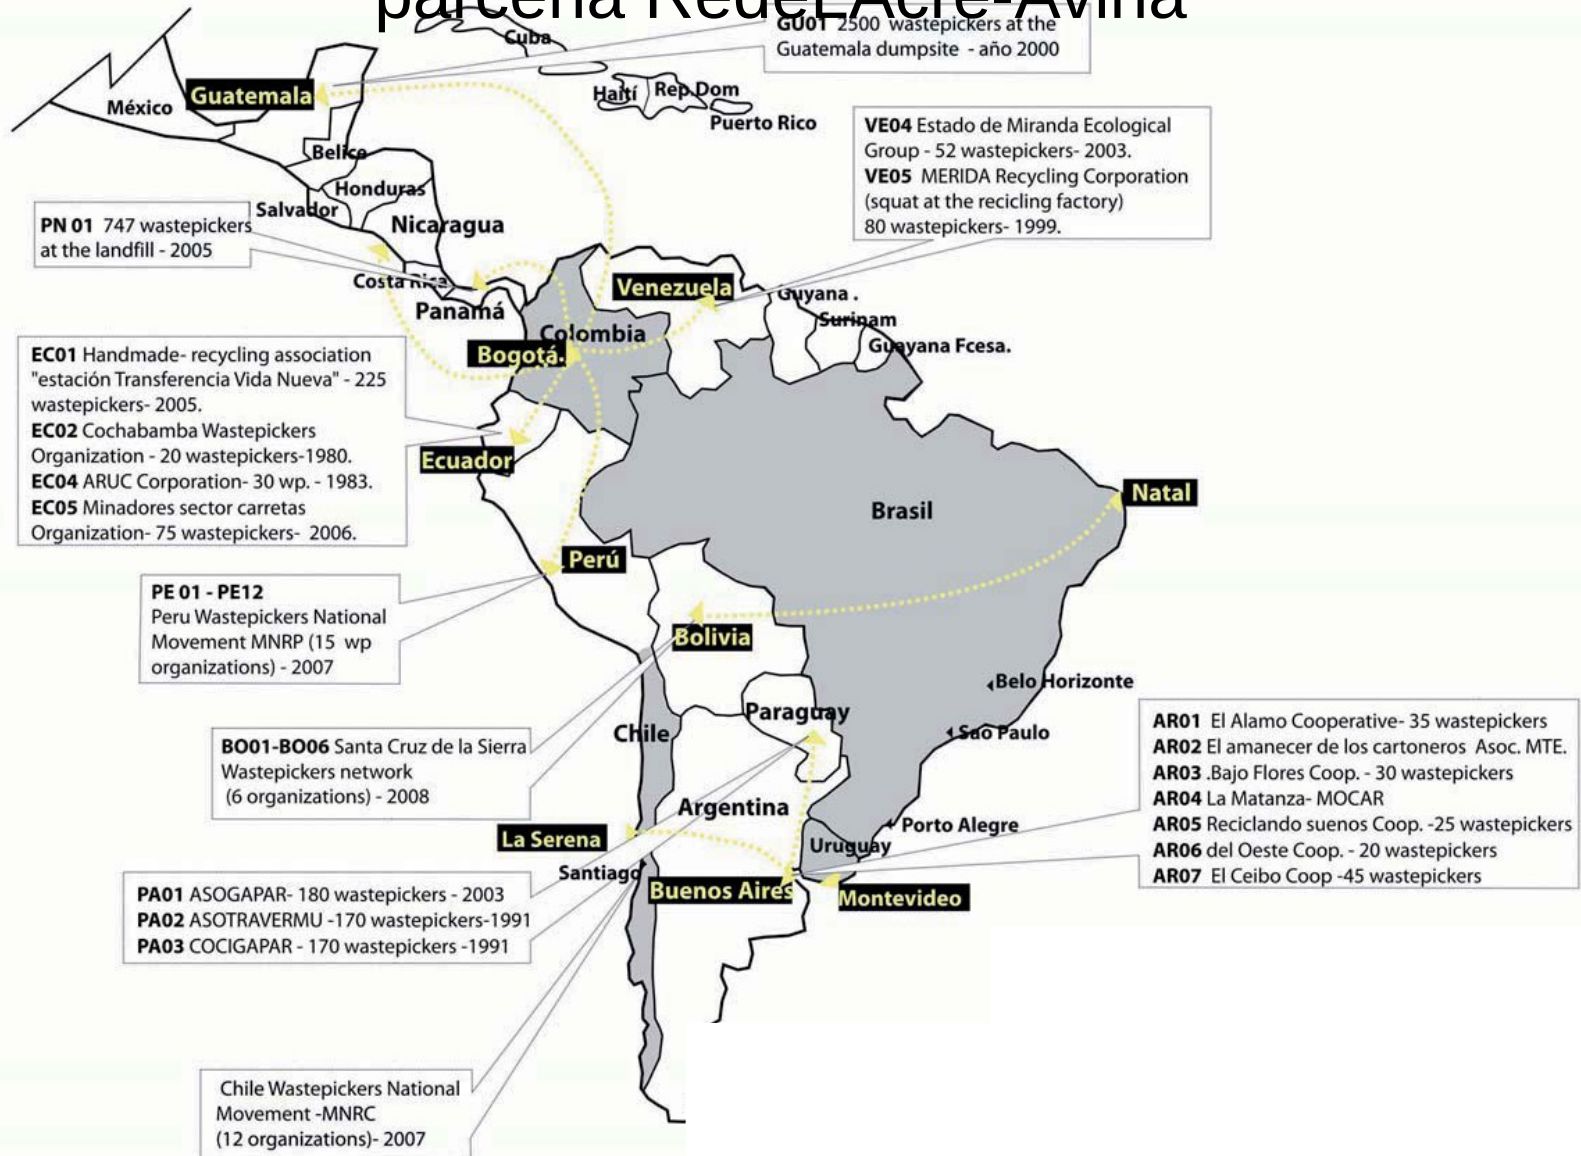 parceria RedeLAcre-Avina
Cuba
GU01 2500 wastepickers at the
Guatemala dumpsite - año 2000
México
Guatemala
Haití
Rep.Dom
Puerto Rico
Belice
Honduras
Salvador
Nicaragua
VE04 Estado de Miranda Ecological
Group - 52 wastepickers- 2003.
VE05 MERIDA Recycling Corporation
(squat at the recicling factory)
80 wastepickers- 1999.
PN 01 747 wastepickers
at the landfill - 2005
Costa Rica
Panamá
Venezuela
Guyana .
Surinam
Guayana Fcesa.
Colombia
Bogotá.
EC01 Handmade- recycling association
"estación Transferencia Vida Nueva" - 225
wastepickers- 2005.
EC02 Cochabamba Wastepickers
Organization - 20 wastepickers-1980.
EC04 ARUC Corporation- 30 wp. - 1983.
EC05 Minadores sector carretas
Organization- 75 wastepickers- 2006.
Ecuador
Brasil
Natal
Perú
PE 01 - PE12
Peru Wastepickers National
Movement MNRP (15 wp
organizations) - 2007
Bolivia
Belo Horizonte
Paraguay
Sao Paulo
Chile
BO01-BO06 Santa Cruz de la Sierra
Wastepickers network
(6 organizations) - 2008
Argentina
AR01 El Alamo Cooperative- 35 wastepickers
AR02 El amanecer de los cartoneros Asoc. MTE.
AR03 .Bajo Flores Coop. - 30 wastepickers
AR04 La Matanza- MOCAR
AR05 Reciclando suenos Coop. -25 wastepickers
AR06 del Oeste Coop. - 20 wastepickers
AR07 El Ceibo Coop -45 wastepickers
La Serena
Porto Alegre
Uruguay
Santiago
Buenos Aires
Montevideo
PA01 ASOGAPAR- 180 wastepickers - 2003
PA02 ASOTRAVERMU -170 wastepickers-1991
PA03 COCIGAPAR - 170 wastepickers -1991
Chile Wastepickers National
Movement -MNRC
(12 organizations)- 2007